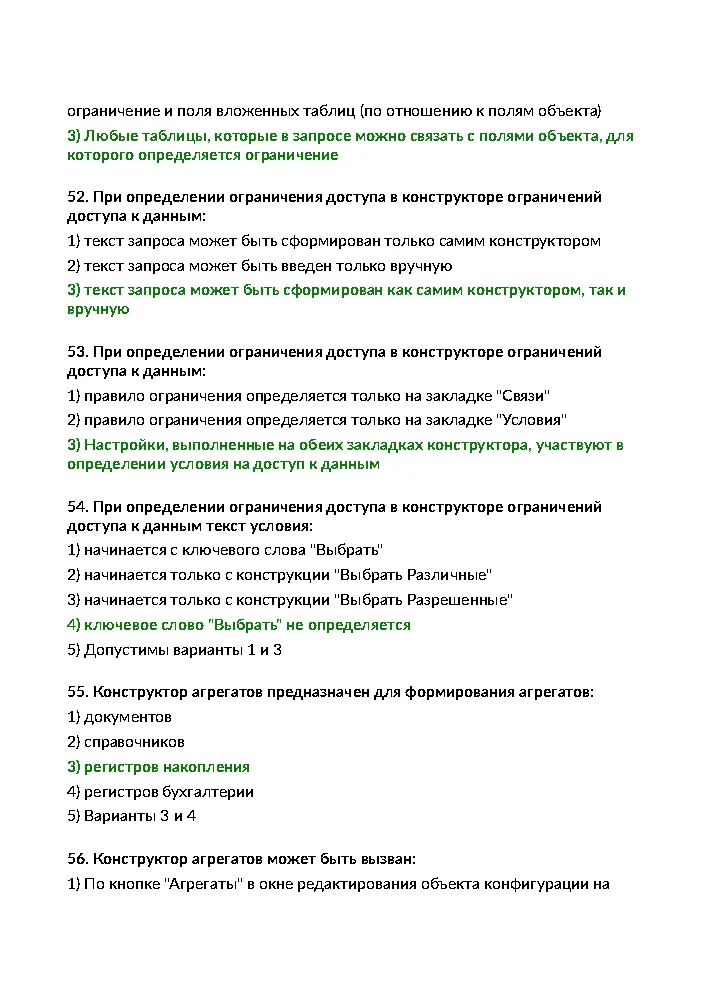 ограничение и поля вложенных таблиц (по отношению к полям объекта)
3) Любые таблицы, которые в запросе можно связать с полями объекта, для
которого определяется ограничение
52. При определении ограничения доступа в конструкторе ограничений
доступа к данным:
1) текст запроса может быть сформирован только самим конструктором
2) текст запроса может быть введен только вручную
3) текст запроса может быть сформирован как самим конструктором, так и
вручную
53. При определении ограничения доступа в конструкторе ограничений
доступа к данным:
1) правило ограничения определяется только на закладке "Связи"
2) правило ограничения определяется только на закладке "Условия"
3) Настройки, выполненные на обеих закладках конструктора, участвуют в
определении условия на доступ к данным
54. При определении ограничения доступа в конструкторе ограничений
доступа к данным текст условия:
1) начинается с ключевого слова "Выбрать"
2) начинается только с конструкции "Выбрать Различные"
3) начинается только с конструкции "Выбрать Разрешенные"
4) ключевое слово "Выбрать" не определяется
5) Допустимы варианты 1 и 3
55. Конструктор агрегатов предназначен для формирования агрегатов:
1) документов
2) справочников
3) регистров накопления
4) регистров бухгалтерии
5) Варианты 3 и 4
56. Конструктор агрегатов может быть вызван:
1) По кнопке "Агрегаты" в окне редактирования объекта конфигурации на